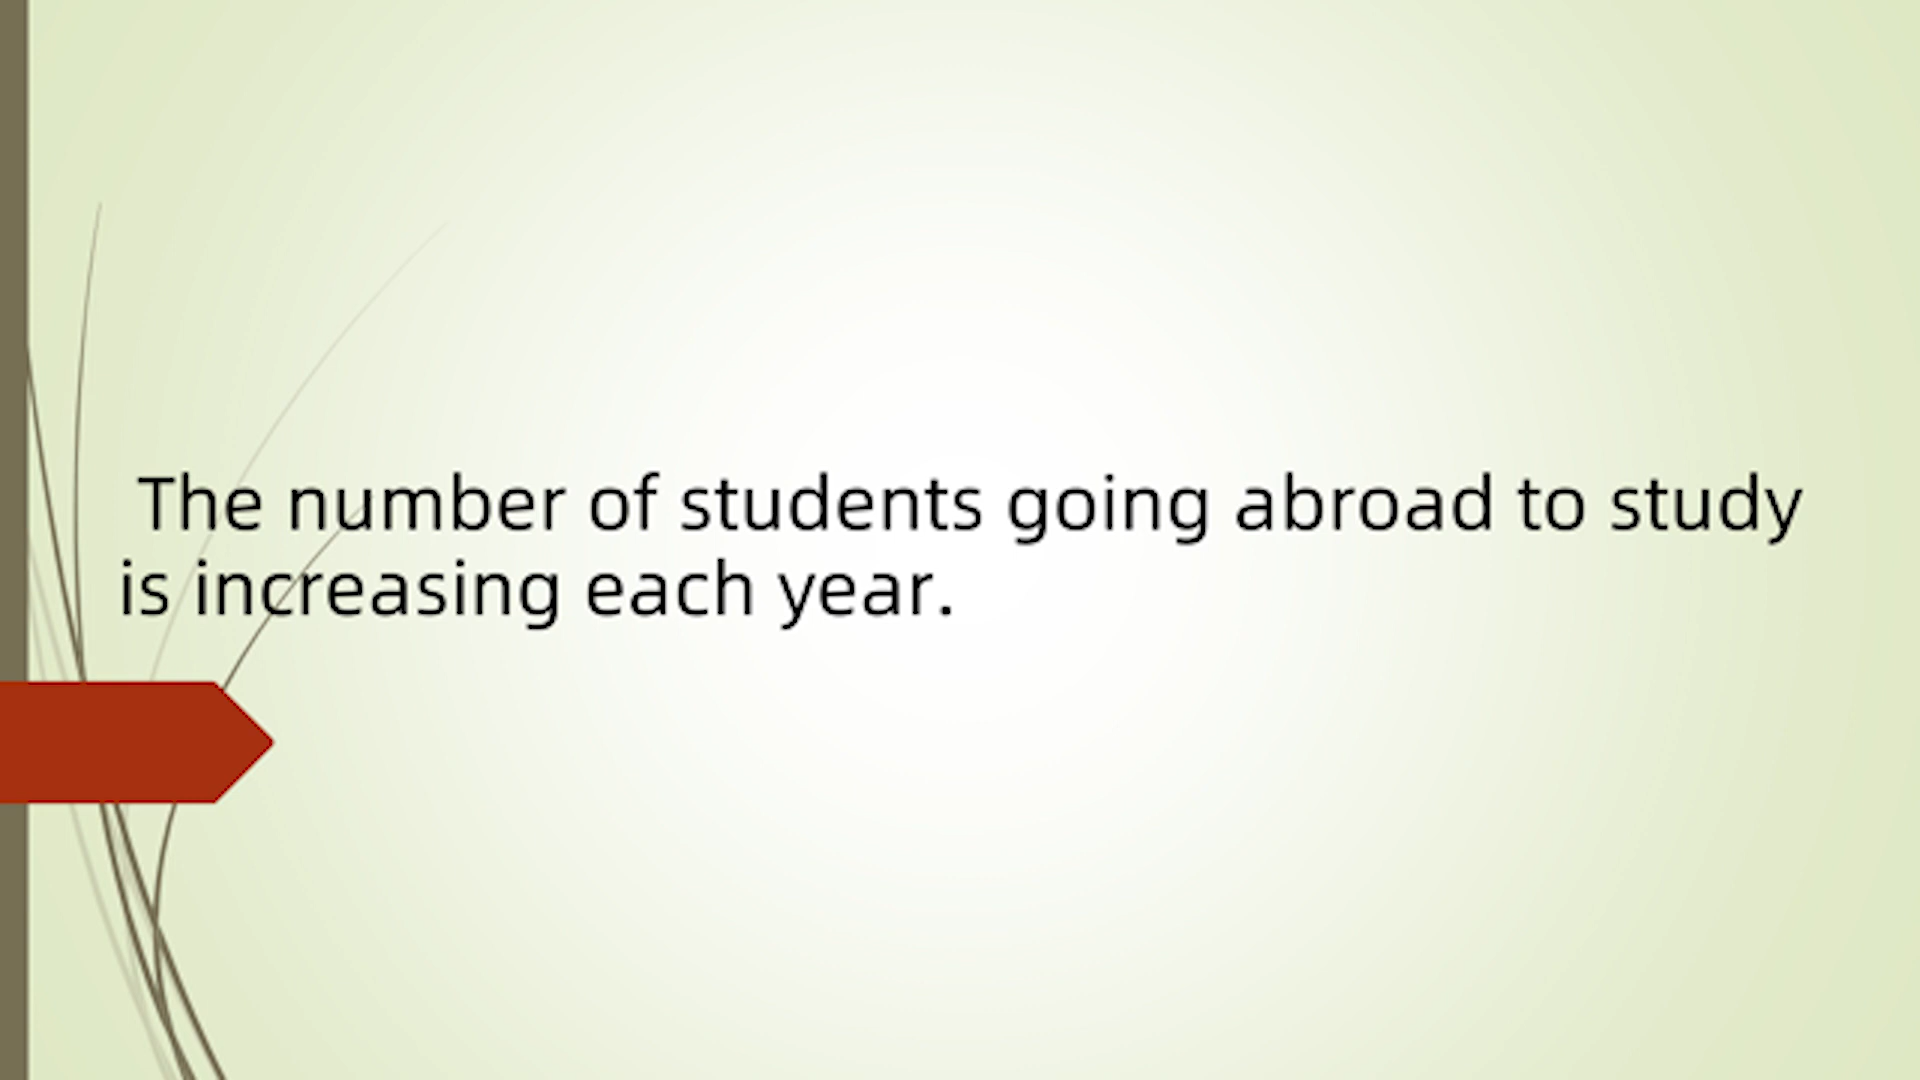 The number of students going abroad to study
is increasing each year.